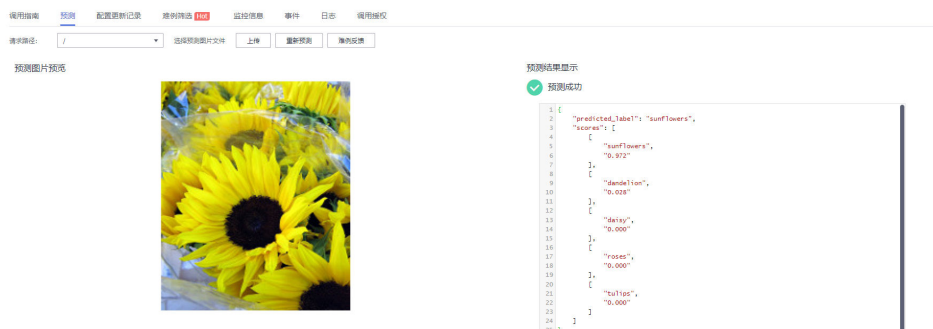 调用指南 预测 配置更新记录 难例筛选 Hot 监控信息 事件 日志 调用授权
请求路径: / 选择预测图片文件 上传 重新预测 难例反馈
预测图片预览
预测结果显示
预测成功
1 {
2 "predicted_label": "sunflowers",
3 "scores": [
4 [
5 "sunflowers",
6 "0.972"
7 ],
8 [
9 "dandelion",
10 "0.028"
11 ],
12 [
13 "daisy",
14 "0.000"
15 ],
16 [
17 "roses",
18 "0.000"
19 ],
20 [
21 "tulips",
22 "0.000"
23 ]
24 ]